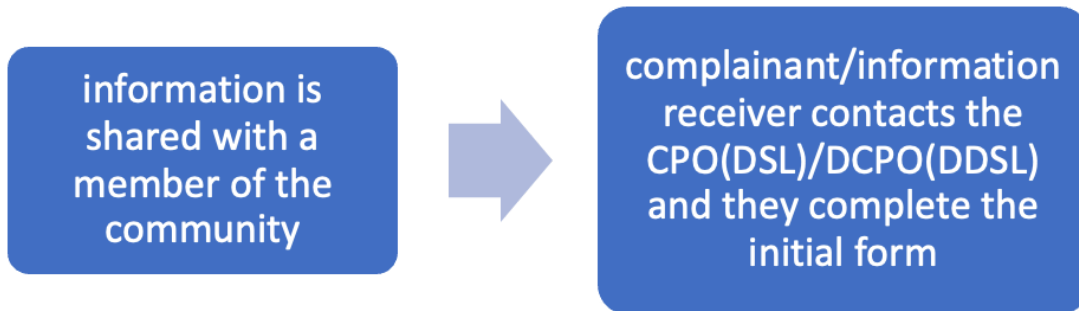 information is
shared with a
member of the
community
complainant/information
receiver contacts the
CPO(DSL)/DCPO(DDSL)
and they complete the
initial form